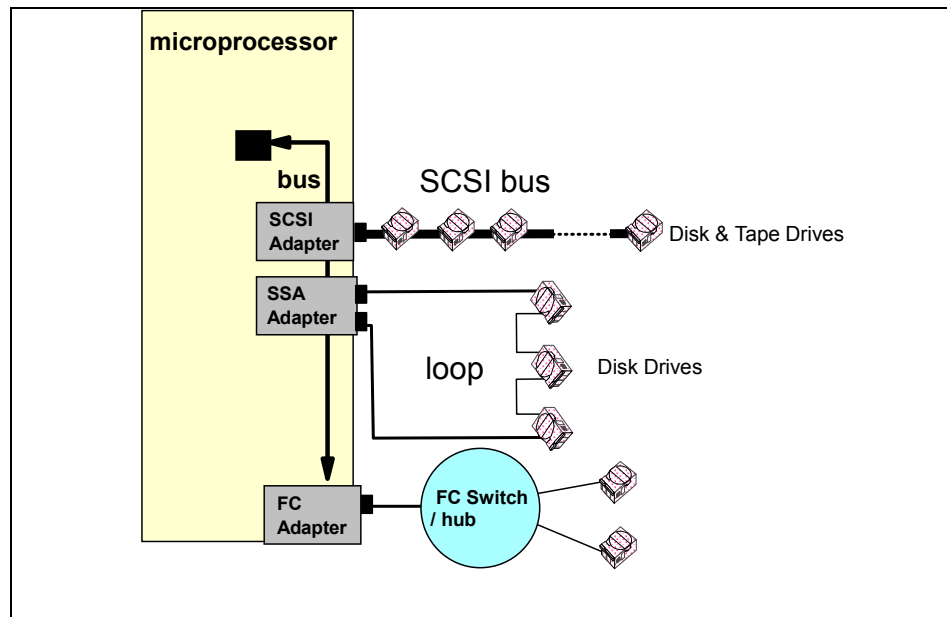 microprocessor
bus
SCSI bus
SCSI
Adapter
Disk & Tape Drives
SSA
Adapter
loop
Disk Drives
FC
Adapter
FC Switch
/ hub